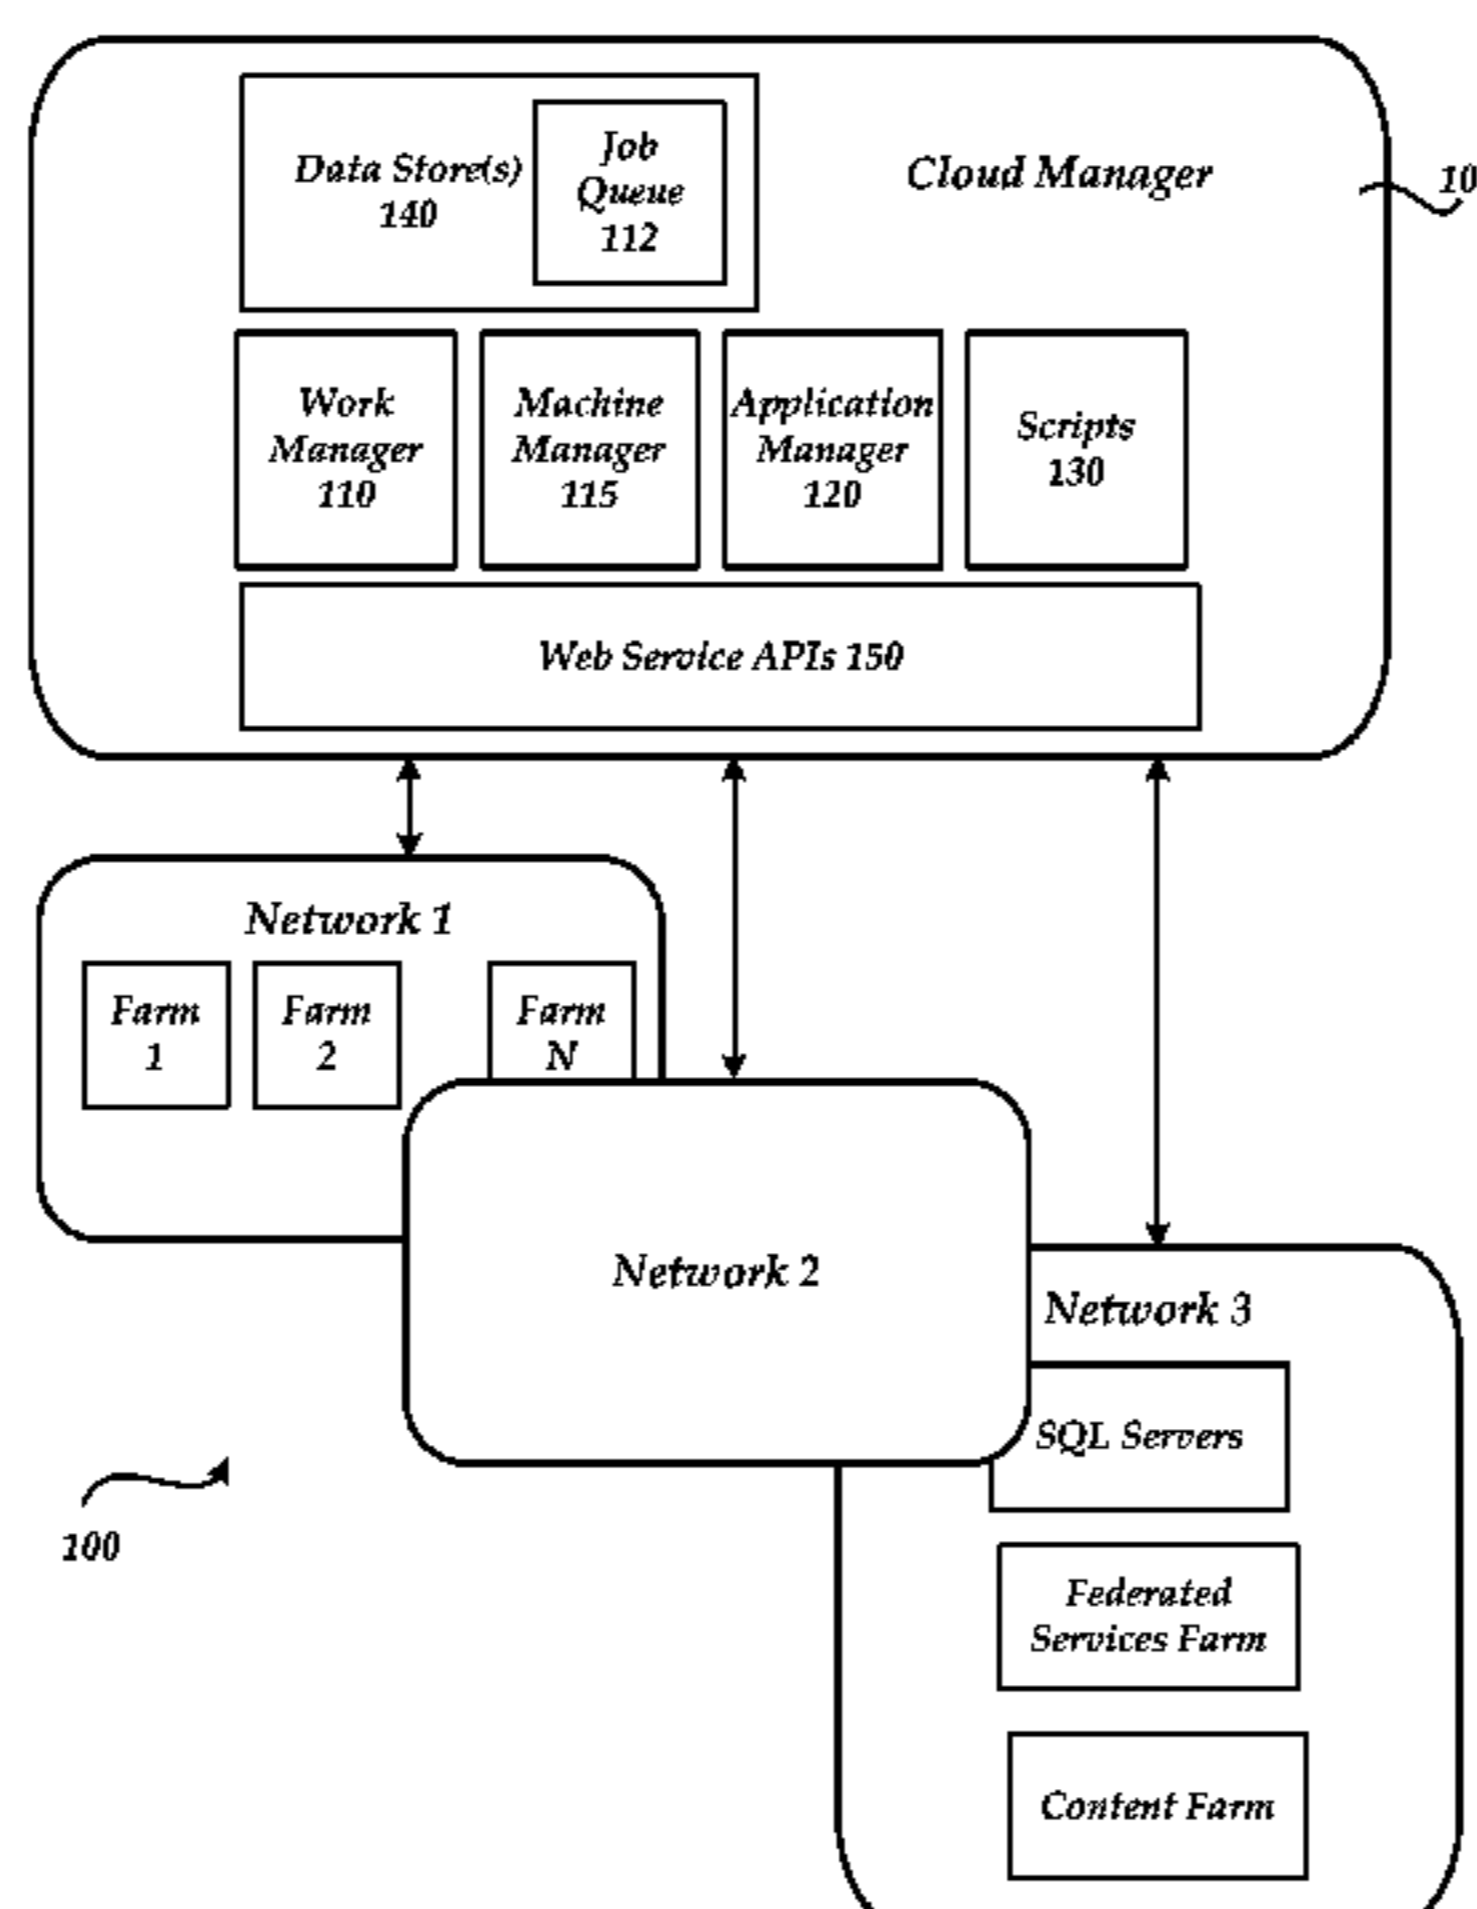 Data Store(s)
140
Job
Queue
112
Cloud Manager
10
Work
Manager
110
Machine
Manager
115
Application
Manager
120
Scripts
130
Web Service APIs 150
Network 1
Farm
1
Farm
2
Farm
N
Network 2
Network 3
SQL Servers
Federated
Services Farm
Content Farm
100